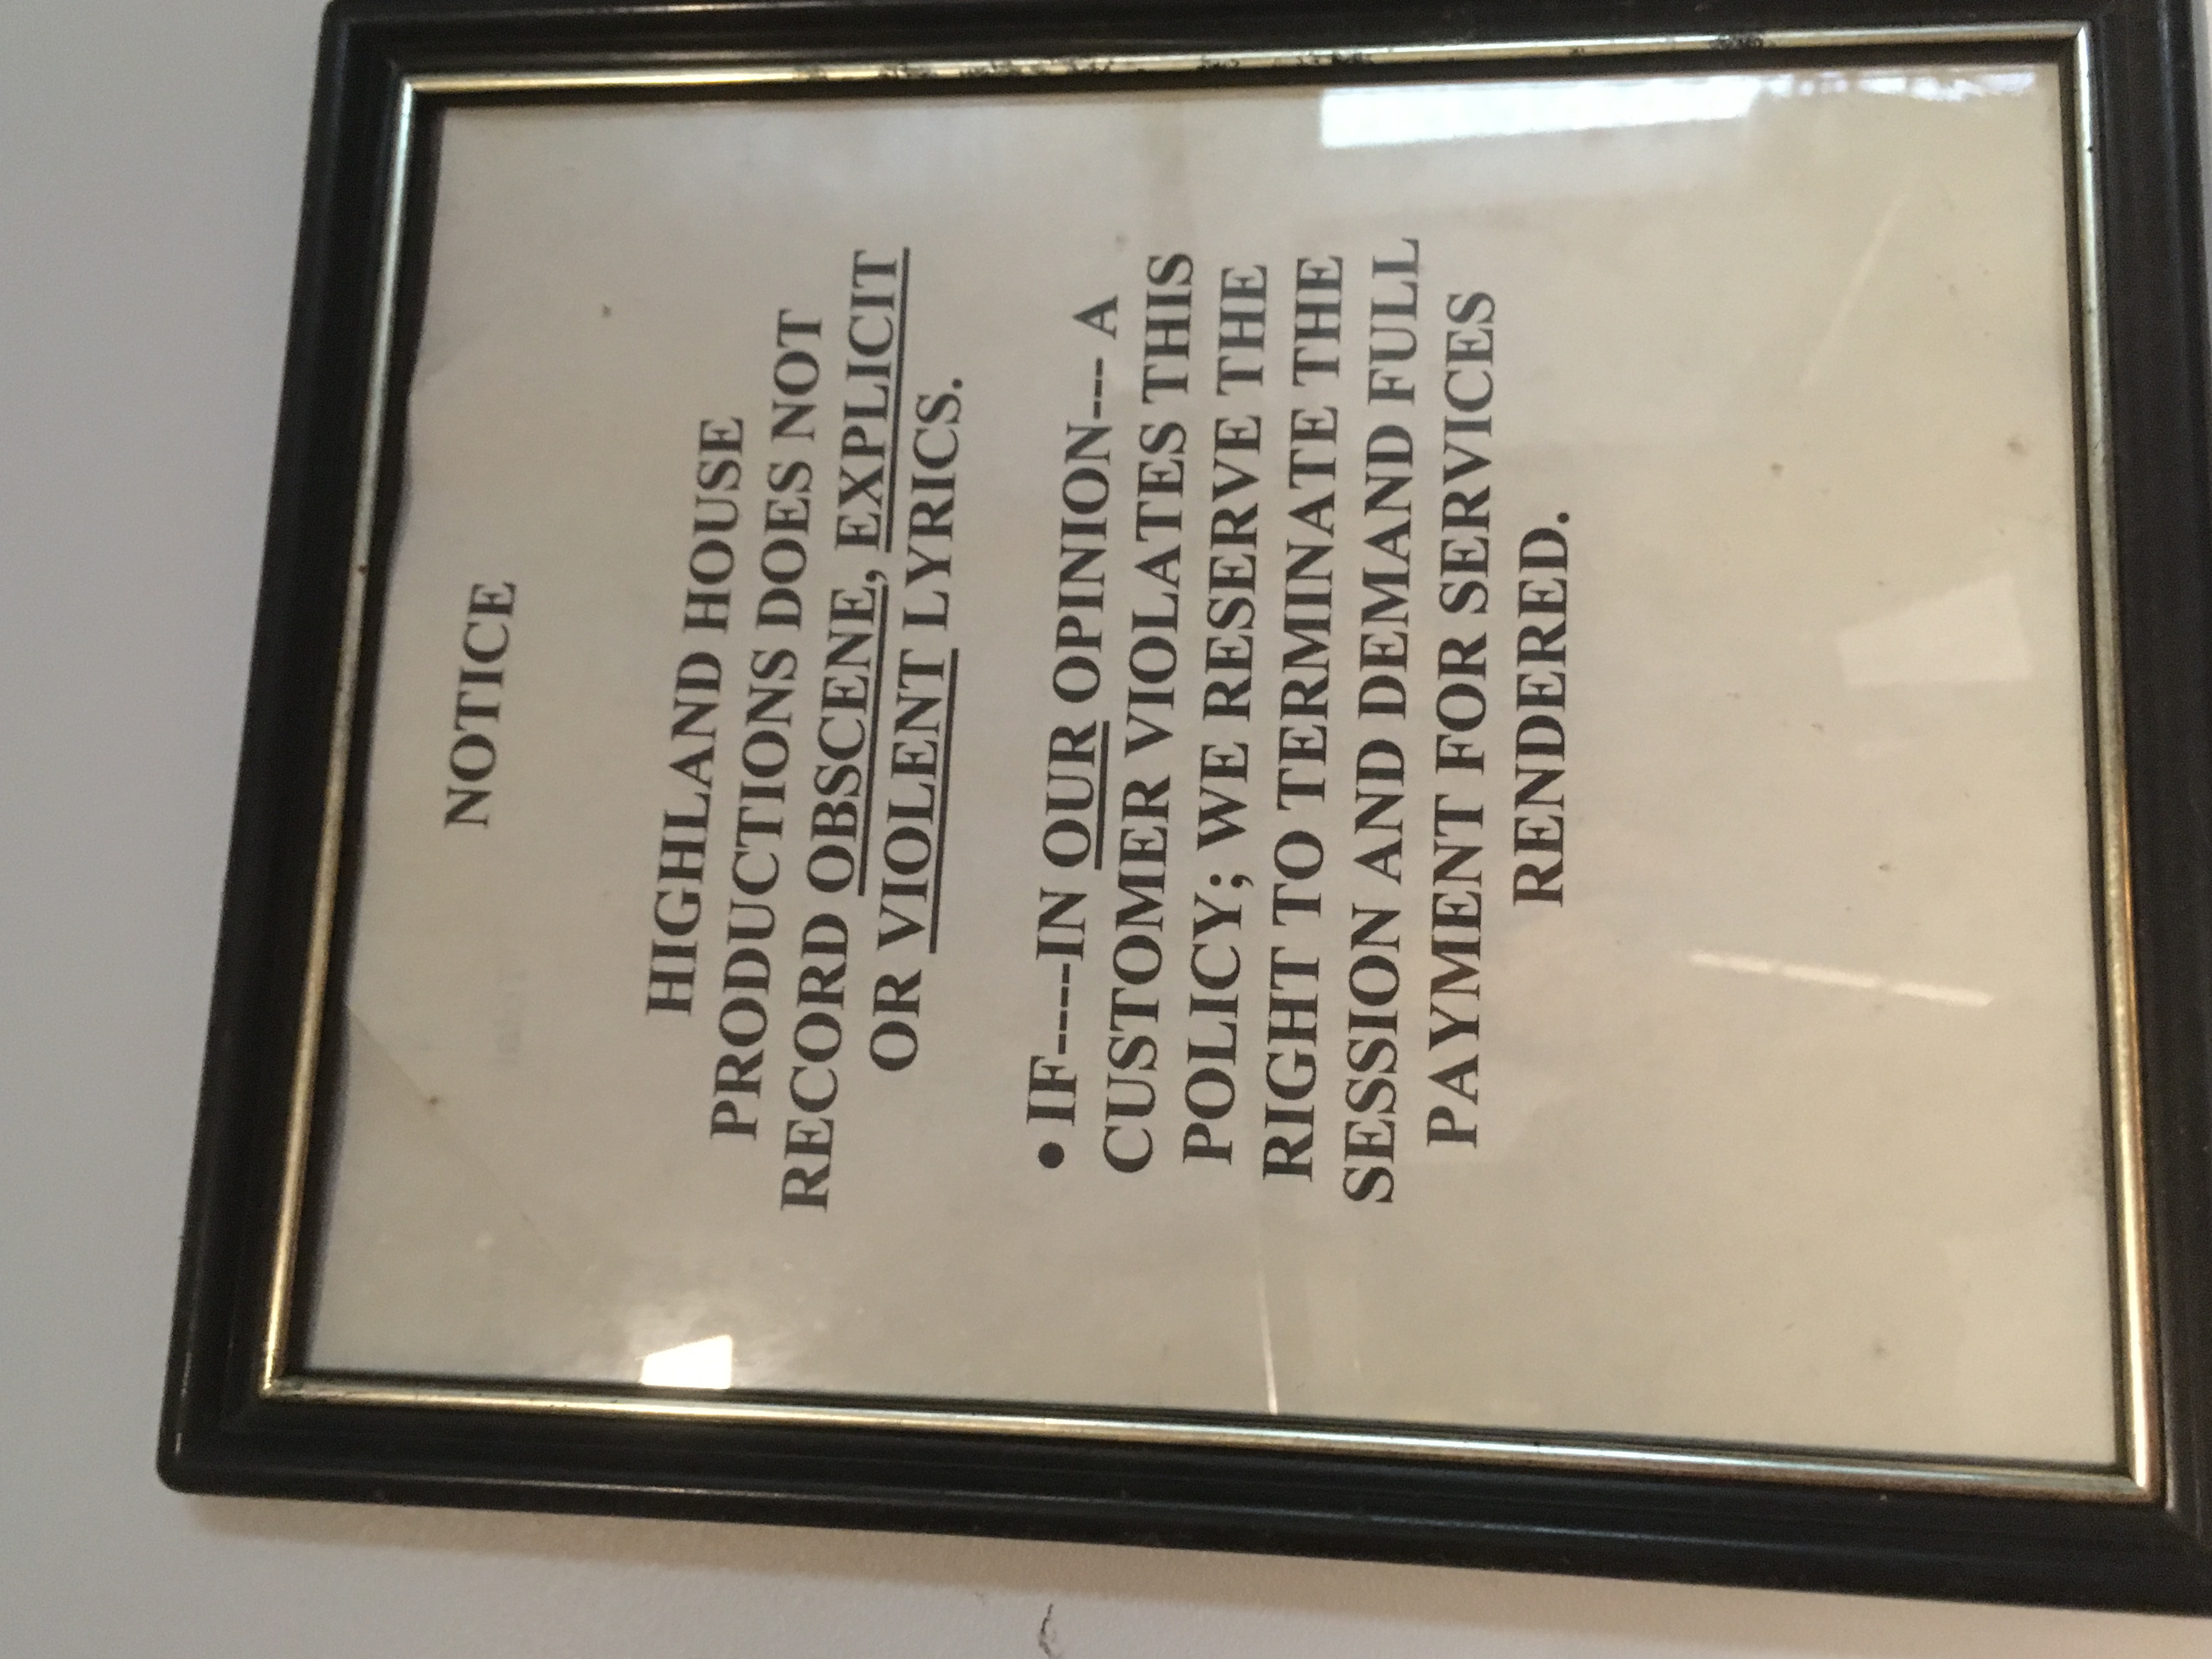 NOTICE
HIGHLAND HOUSE
PRODUCTIONS DOES NOT
RECORD OBSCENE, EXPLICIT
OR VIOLENT LYRICS.
• IF----IN OUR OPINION--- A
CUSTOMER VIOLATES THIS
POLICY; WE RESERVE THE
RIGHT TO TERMINATE THE
SESSION AND DEMAND FULL
PAYMENT FOR SERVICES
RENDERED.